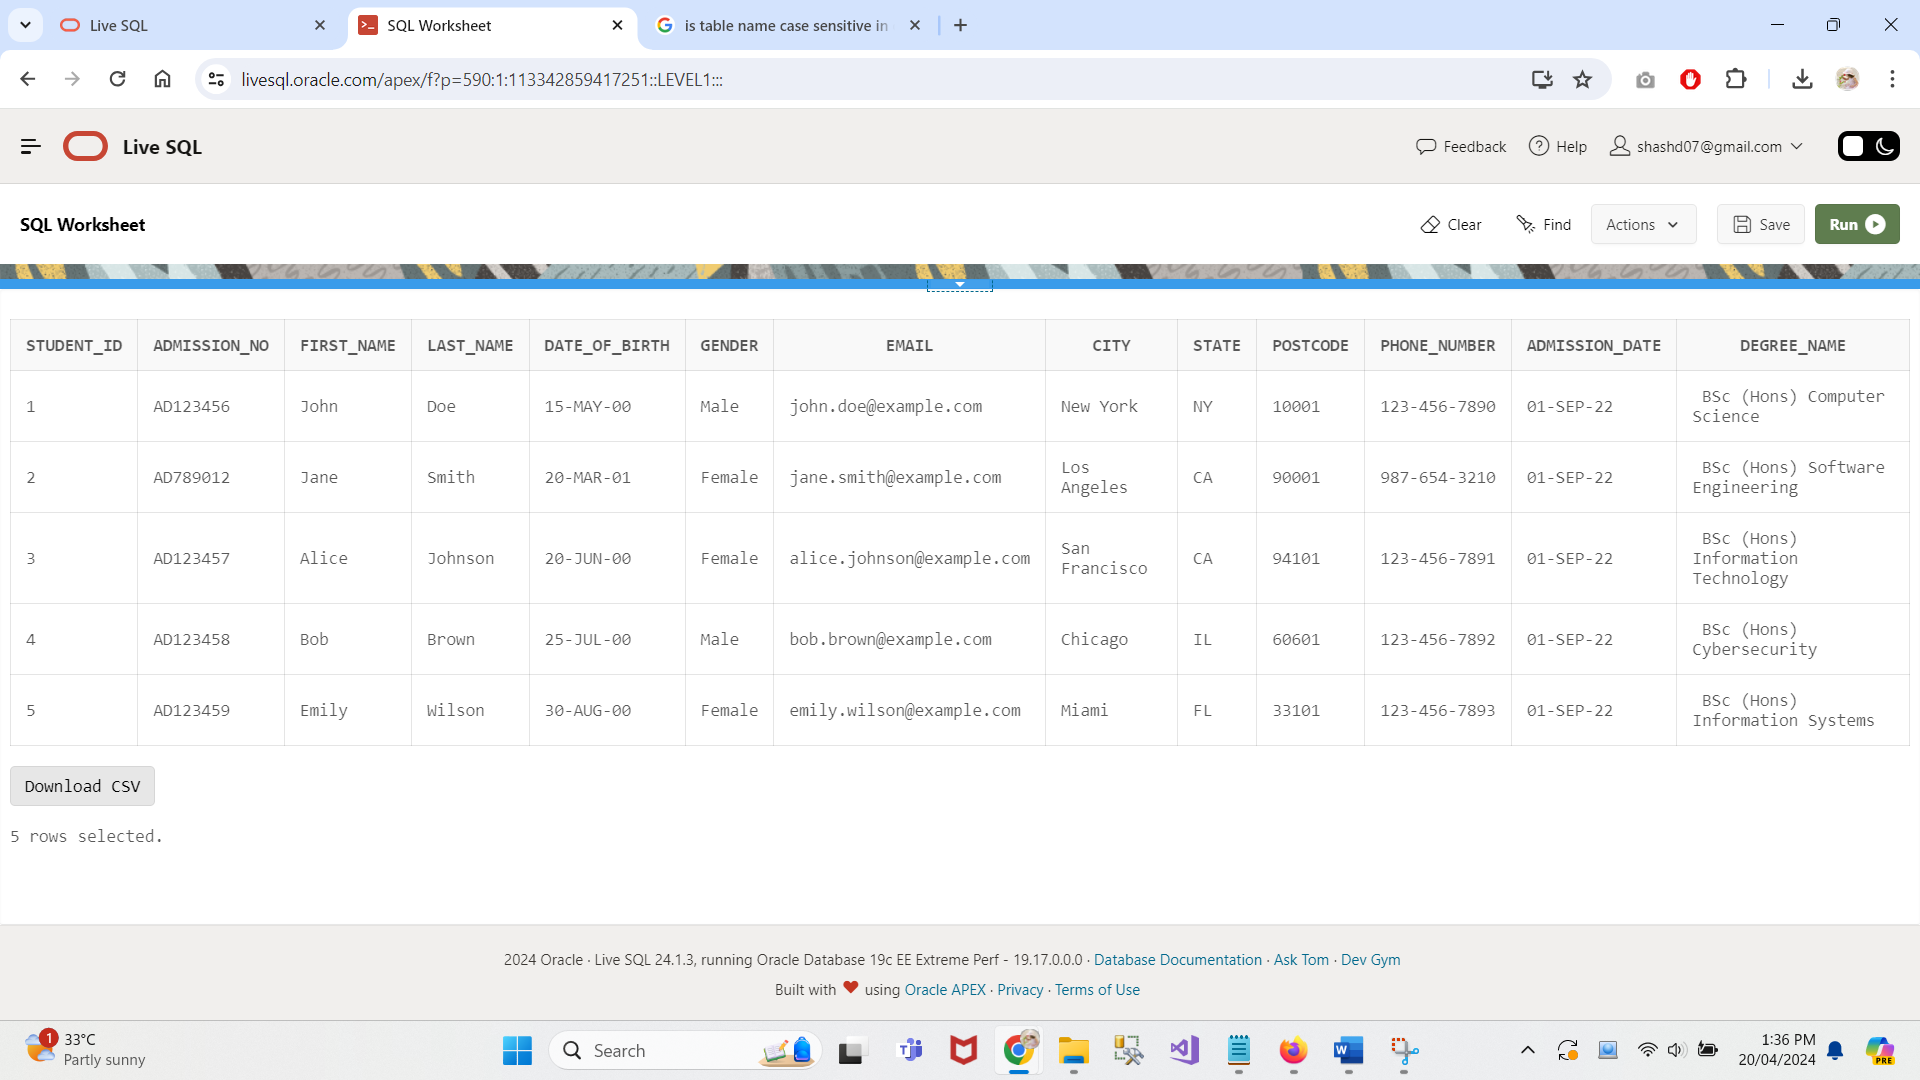 Live SQL
SQL Worksheet
is table name case sensitive in
livesql.oracle.com/apex/f?p=590:1:113342859417251::LEVEL1:::
Live SQL
Feedback
Help
shashd07@gmail.com
SQL Worksheet
Clear
Find
Actions
Save
Run
STUDENT_ID ADMISSION_NO FIRST_NAME LAST_NAME DATE_OF_BIRTH GENDER EMAIL CITY STATE POSTCODE PHONE_NUMBER ADMISSION_DATE DEGREE_NAME
1 AD123456 John Doe 15-MAY-00 Male john.doe@example.com New York NY 10001 123-456-7890 01-SEP-22 BSc (Hons) Computer
Science
2 AD789012 Jane Smith 20-MAR-01 Female jane.smith@example.com Los
Angeles CA 90001 987-654-3210 01-SEP-22 BSc (Hons) Software
Engineering
3 AD123457 Alice Johnson 20-JUN-00 Female alice.johnson@example.com San
Francisco CA 94101 123-456-7891 01-SEP-22 BSc (Hons)
Information
Technology
4 AD123458 Bob Brown 25-JUL-00 Male bob.brown@example.com Chicago IL 60601 123-456-7892 01-SEP-22 BSc (Hons)
Cybersecurity
5 AD123459 Emily Wilson 30-AUG-00 Female emily.wilson@example.com Miami FL 33101 123-456-7893 01-SEP-22 BSc (Hons)
Information Systems
Download CSV
5 rows selected.
2024 Oracle · Live SQL 24.1.3, running Oracle Database 19c EE Extreme Perf - 19.17.0.0.0 · Database Documentation · Ask Tom · Dev Gym
Built with ❤ using Oracle APEX · Privacy · Terms of Use
1
33°C
Partly sunny
Search
1:36 PM
20/04/2024
PRE